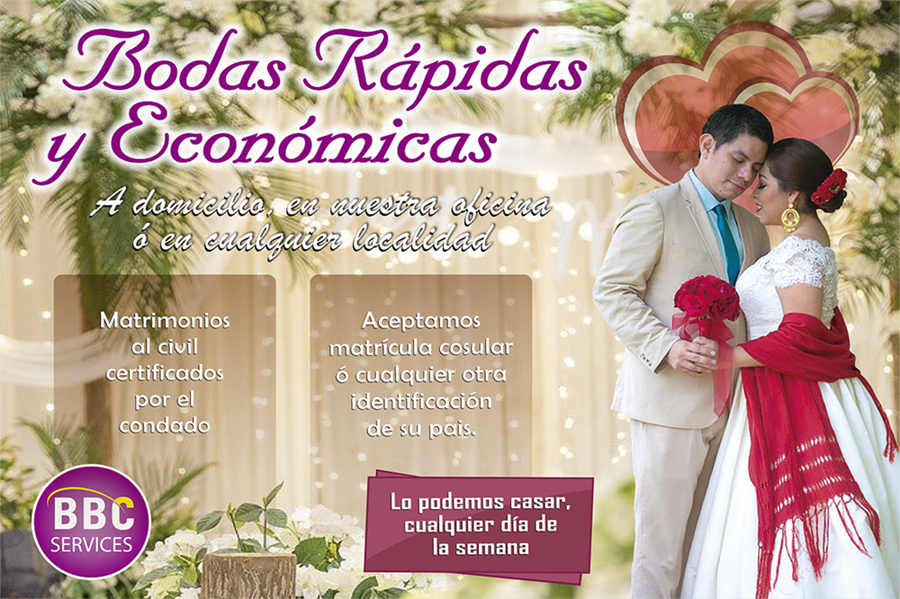 Bodas Rápidas
y Económicas
A domicilio, en nuestra oficina
ó en cualquier localidad
Matrimonios
al civil
certificados
por el
condado
Aceptamos
matrícula cosular
ó cualquier otra
identificación
de su pais.
Lo podemos casar,
cualquier día de
la semana
BBC
SERVICES